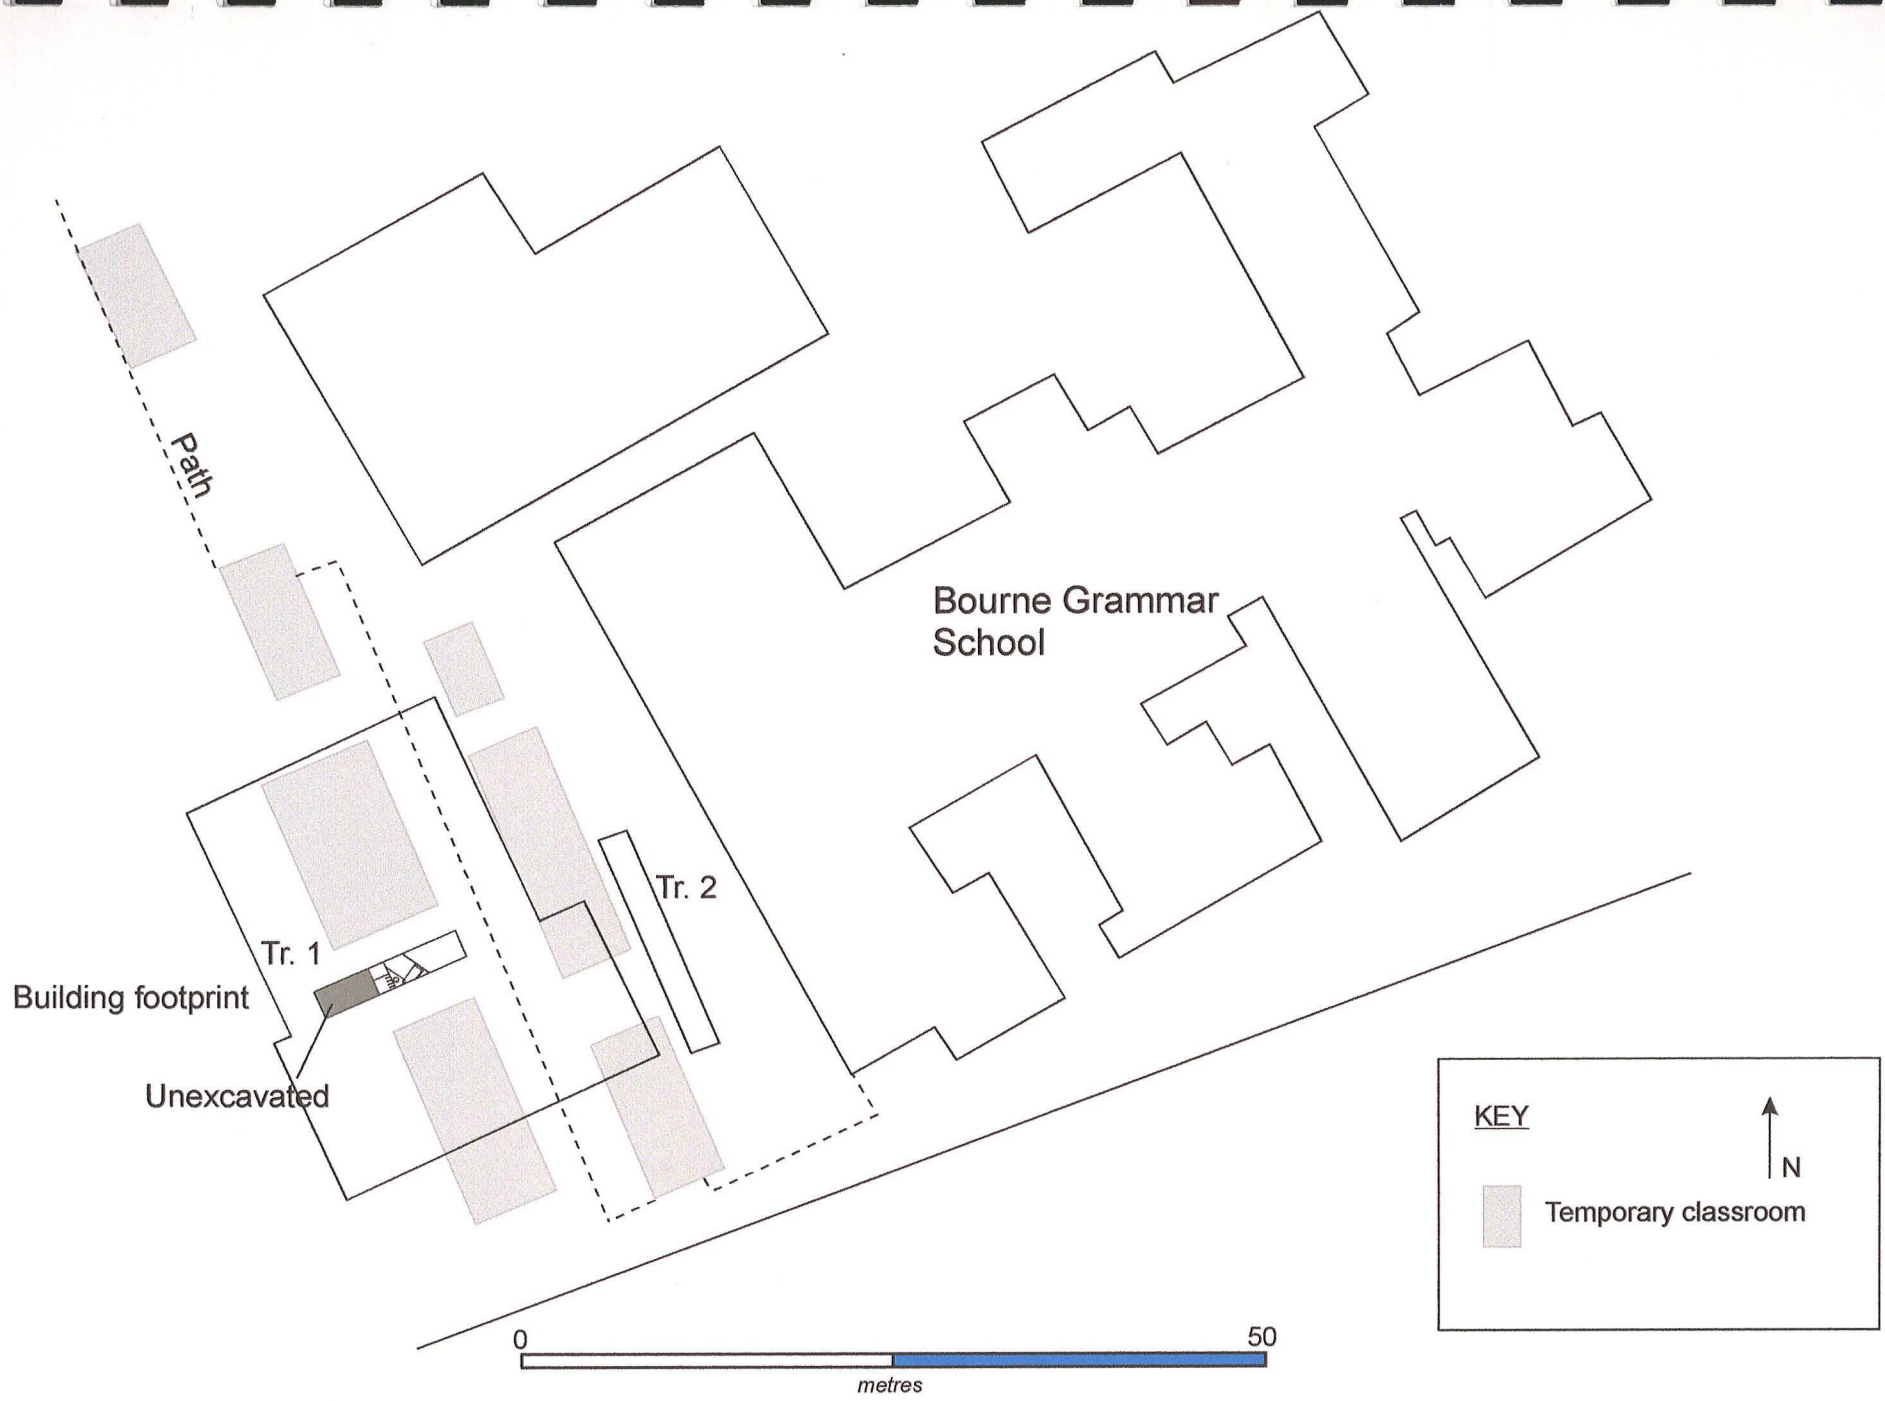 Path
Bourne Grammar
School
Tr. 2
Tr. 1
Building footprint
Unexcavated
KEY
N
Temporary classroom
0
50
metres